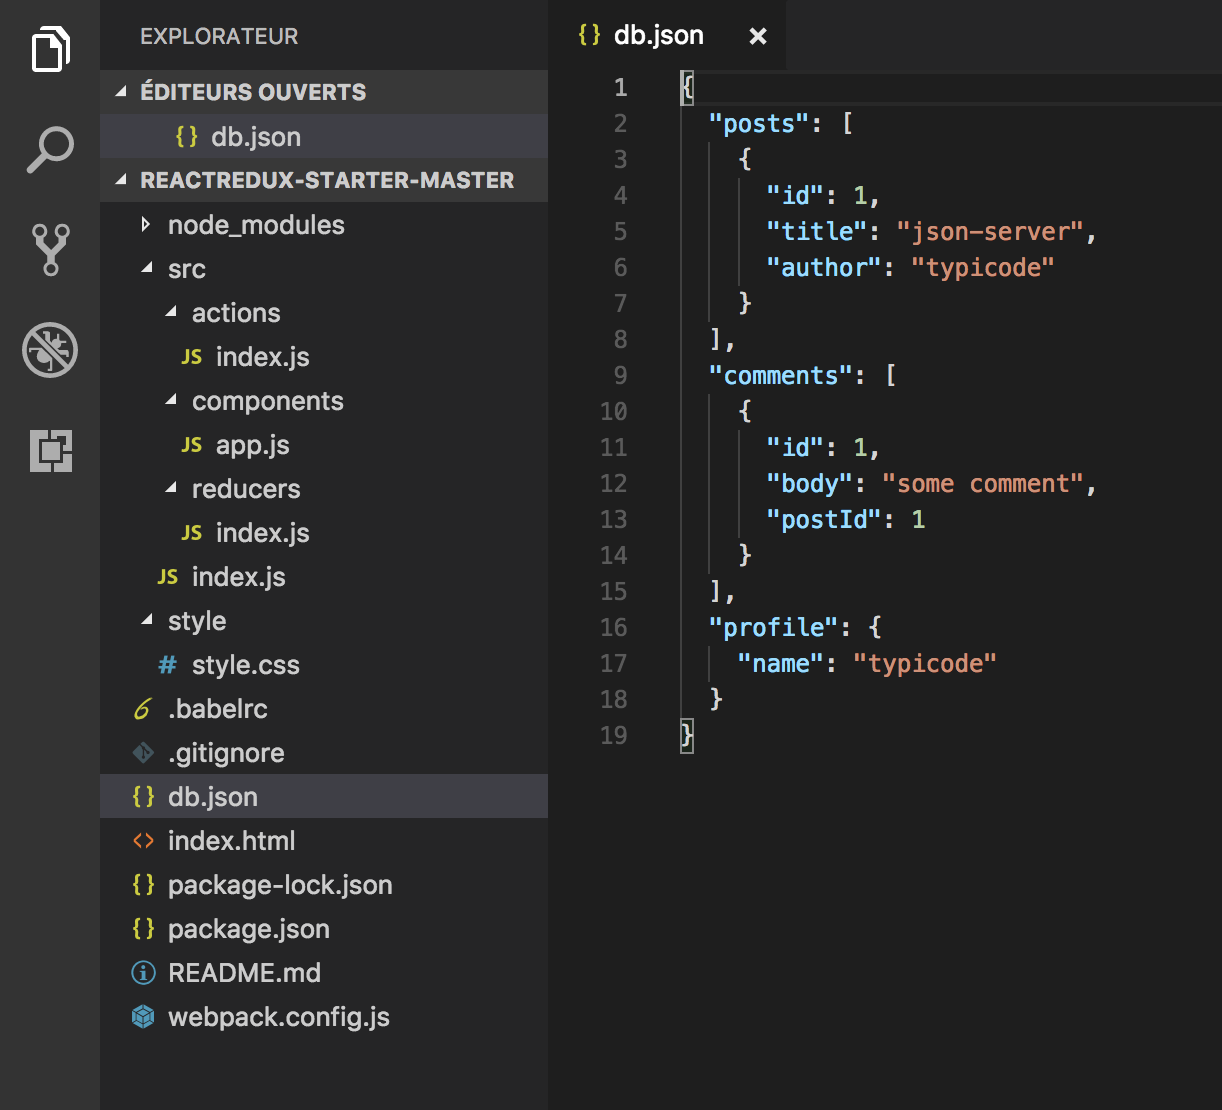 EXPLORATEUR
ÉDITEURS OUVERTS
{} db.json
REACTREDUX-STARTER-MASTER
node_modules
src
actions
JS index.js
components
JS app.js
reducers
JS index.js
JS index.js
style
# style.css
.babelrc
.gitignore
{} db.json
<> index.html
{} package-lock.json
{} package.json
README.md
webpack.config.js
{} db.json ×
1 {
2 "posts": [
3 {
4 "id": 1,
5 "title": "json-server",
6 "author": "typicode"
7 }
8 ],
9 "comments": [
10 {
11 "id": 1,
12 "body": "some comment",
13 "postId": 1
14 }
15 ],
16 "profile": {
17 "name": "typicode"
18 }
19 }